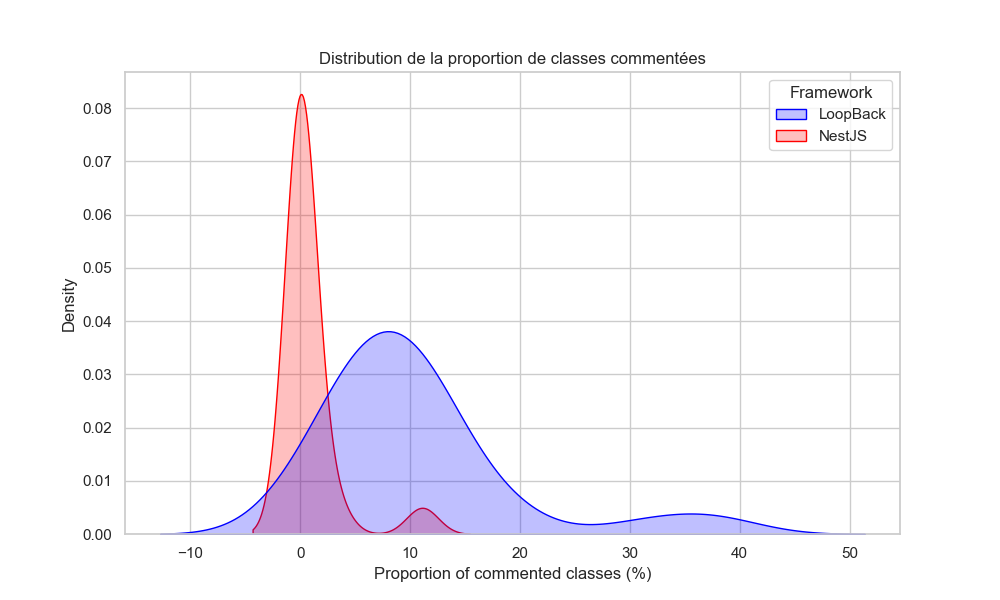 Distribution de la proportion de classes commentées
Framework
LoopBack
NestJS
Density
0.08
0.07
0.06
0.05
0.04
0.03
0.02
0.01
0.00
−10
0
10
20
30
40
50
Proportion of commented classes (%)